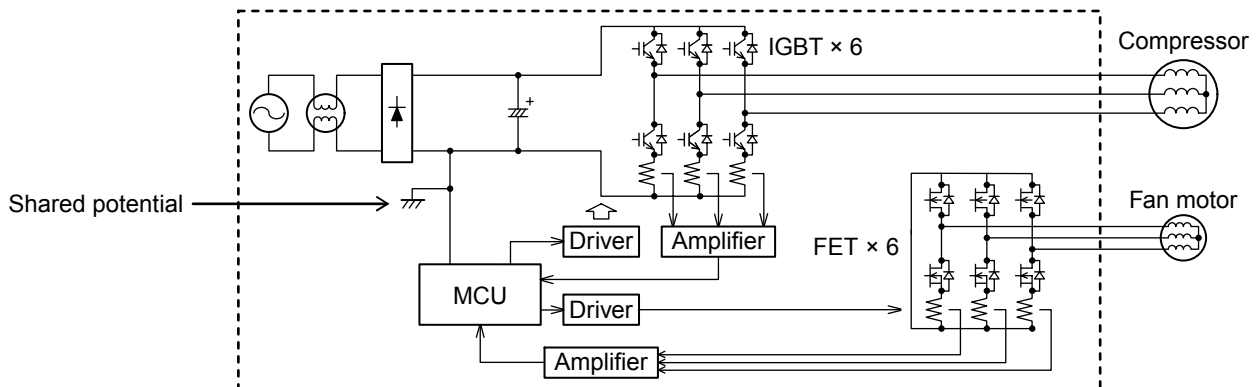 IGBT × 6
Compressor
Shared potential
Driver
Amplifier
FET × 6
Fan motor
MCU
Driver
Amplifier